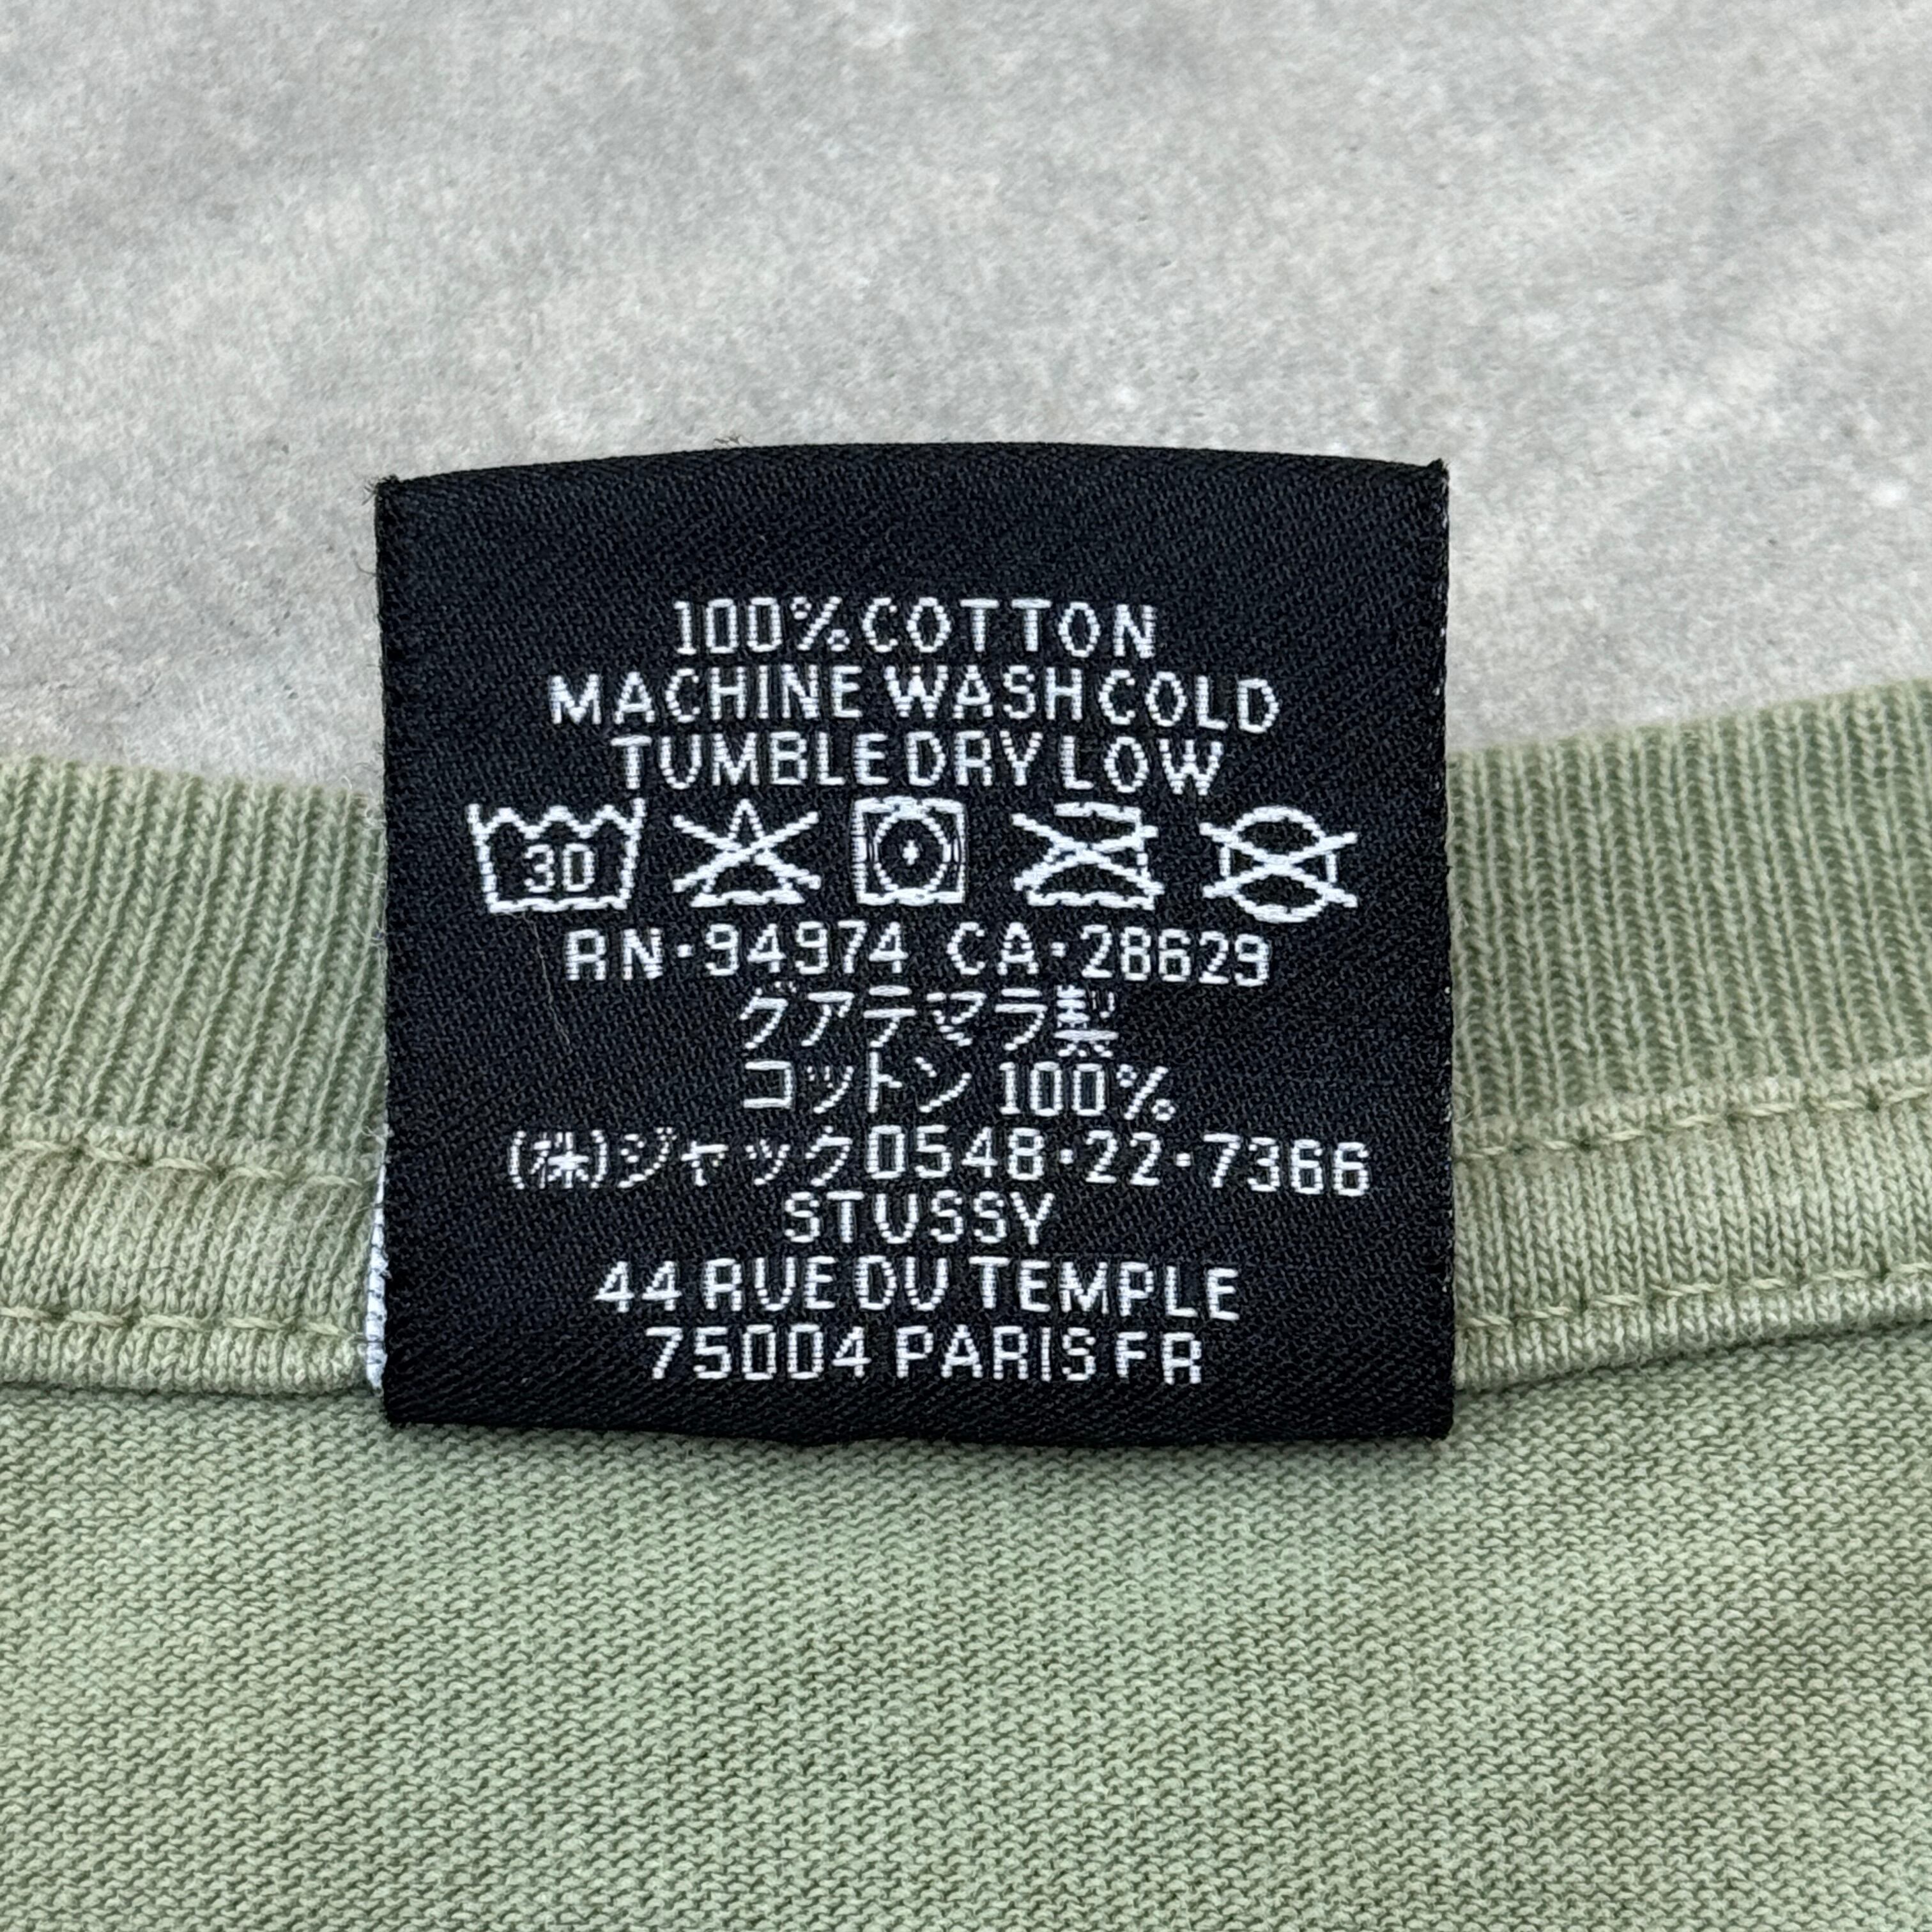 100% COTTON
MACHINE WASH COLD
TUMBLE DRY LOW
30
RN·94974 CA·28629
グアテマラ製
コットン 100%
(株)ジャック0548·22·7366
STUSSY
44 RUE DU TEMPLE
75004 PARIS FR